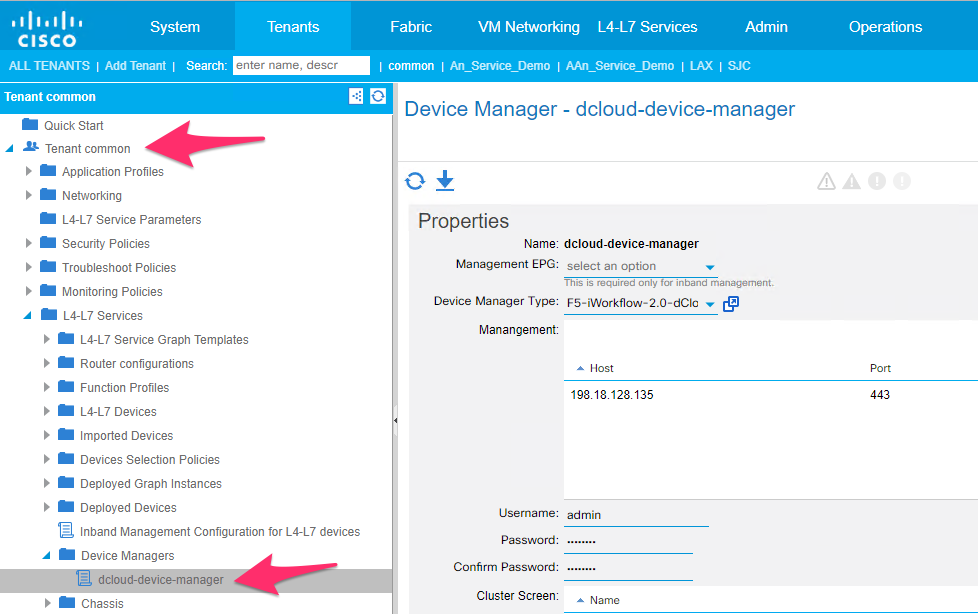 CISCO
System
Tenants
Fabric
VM Networking
L4-L7 Services
Admin
Operations
ALL TENANTS | Add Tenant | Search: enter name, descr | common | An_Service_Demo | AAn_Service_Demo | LAX | SJC
Tenant common
Quick Start
Tenant common
Application Profiles
Networking
L4-L7 Service Parameters
Security Policies
Troubleshoot Policies
Monitoring Policies
L4-L7 Services
L4-L7 Service Graph Templates
Router configurations
Function Profiles
L4-L7 Devices
Imported Devices
Devices Selection Policies
Deployed Graph Instances
Deployed Devices
Inband Management Configuration for L4-L7 devices
Device Managers
dcloud-device-manager
Chassis
Device Manager - dcloud-device-manager
Properties
Name: dcloud-device-manager
Management EPG: select an option
This is required only for inband management.
Device Manager Type: F5-iWorkflow-2.0-dClo
Manangement:
Host Port
198.18.128.135 443
Username: admin
Password: ........
Confirm Password: ........
Cluster Screen: Name